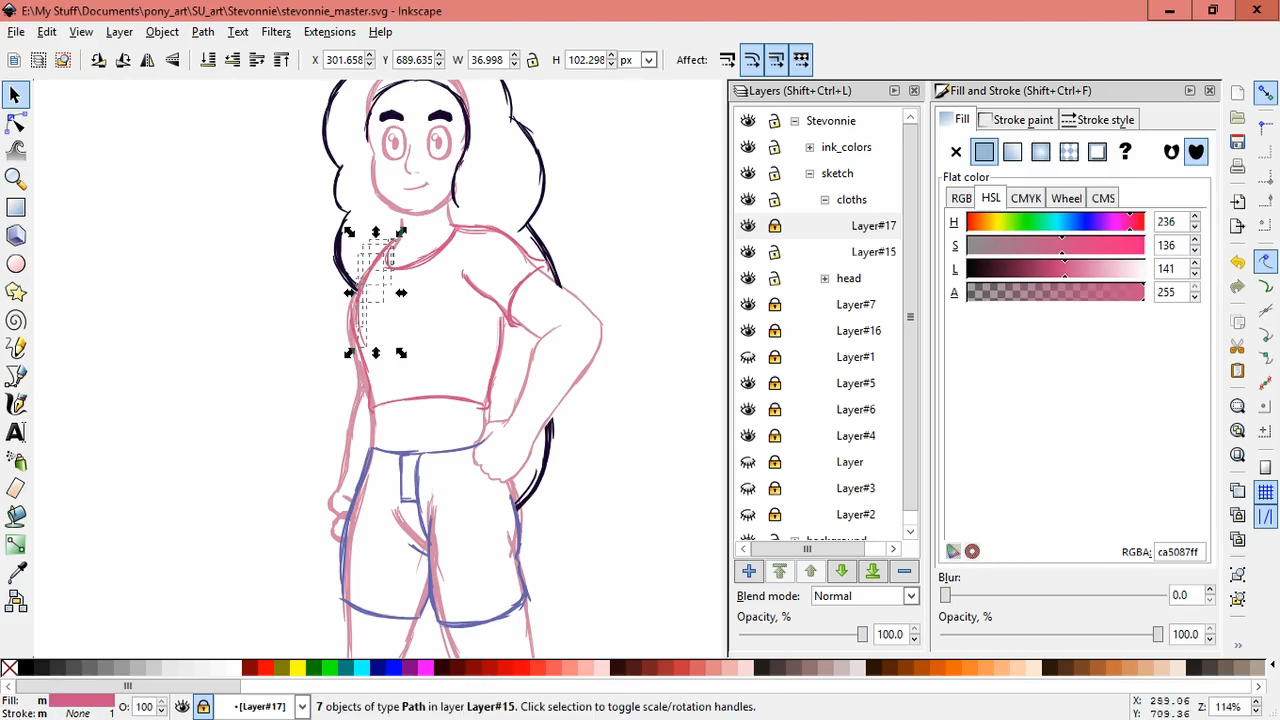 E:\My Stuff\Documents\pony_art\SU_art\Stevonnie\stevonnie_master.svg - Inkscape
File Edit View Layer Object Path Text Filters Extensions Help
X 301.658 Y 689.635 W 36.998 H 102.298 px Affect:
Layers (Shift+Ctrl+L)
Stevonnie
ink_colors
sketch
cloths
Layer#17
Layer#15
head
Layer#7
Layer#16
Layer#1
Layer#5
Layer#6
Layer#4
Layer
Layer#3
Layer#2
Blend mode: Normal
Opacity, %
100.0
Fill and Stroke (Shift+Ctrl+F)
Fill Stroke paint Stroke style
?
Flat color
RGB HSL CMYK Wheel CMS
H 236
S 136
L 141
A 255
RGBA: ca5087ff
Blur:
0.0
Opacity, %
100.0
Fill: m O: 100 [Layer#17] 7 objects of type Path in layer Layer#15. Click selection to toggle scale/rotation handles. X: 289.06 Z: 114%
Stroke: m None 1 Y: 709.36